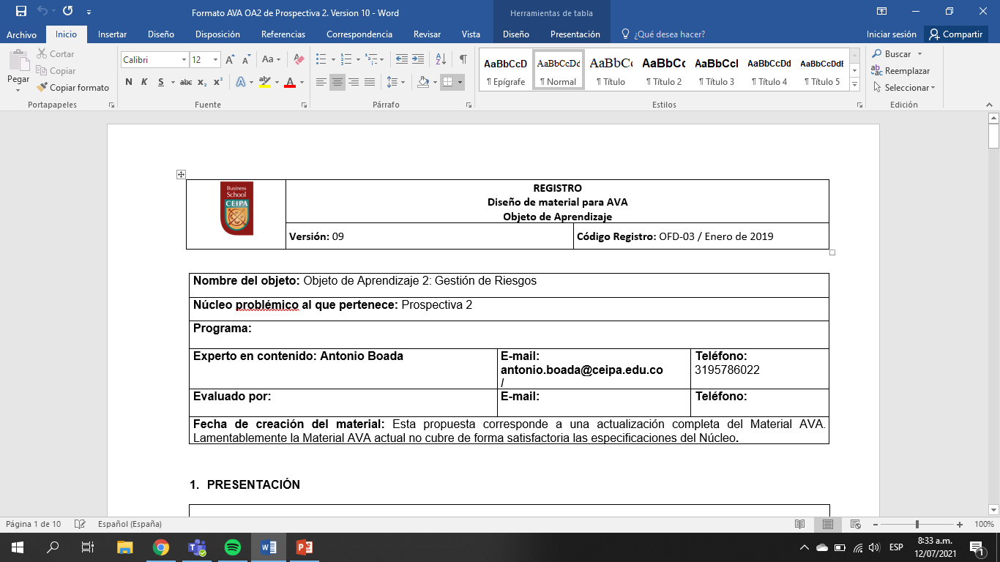 Formato AVA OA2 de Prospectiva 2. Version 10 - Word
Herramientas de tabla
Archivo Inicio Insertar Diseño Disposición Referencias Correspondencia Revisar Vista Diseño Presentación ¿Qué desea hacer? Iniciar sesión Compartir
Pegar
Cortar
Copiar
Copiar formato
Portapapeles
Calibri 12 A A Aa
N K S abc x₂ x² A A
Fuente
Párrafo
AaBbCcD AaBbCcDd AaBbCc AaBbCc AaBbCcI AaBbCcDd AaBbCcDdE
¶ Epígrafe ¶ Normal ¶ Título ¶ Título 2 ¶ Título 3 ¶ Título 4 ¶ Título 5
Estilos
Buscar
Reemplazar
Seleccionar
Edición
Business
School
CEIPA
REGISTRO
Diseño de material para AVA
Objeto de Aprendizaje
Versión: 09
Código Registro: OFD-03 / Enero de 2019
Nombre del objeto: Objeto de Aprendizaje 2: Gestión de Riesgos
Núcleo problémico al que pertenece: Prospectiva 2
Programa:
Experto en contenido: Antonio Boada
E-mail:
antonio.boada@ceipa.edu.co
/
Teléfono:
3195786022
Evaluado por:
E-mail:
Teléfono:
Fecha de creación del material: Esta propuesta corresponde a una actualización completa del Material AVA.
Lamentablemente la Material AVA actual no cubre de forma satisfactoria las especificaciones del Núcleo.
1. PRESENTACIÓN
Página 1 de 10 Español (España) 100%
ESP
8:33 a.m.
12/07/2021
1